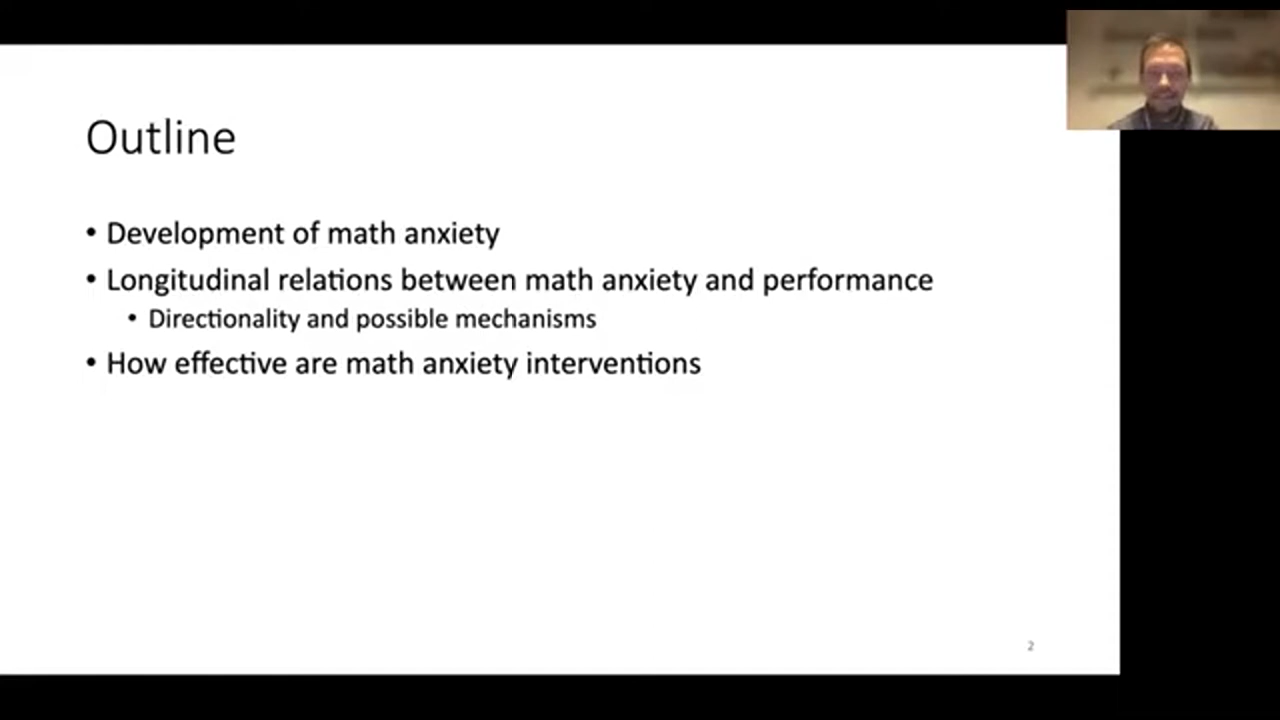 Outline
• Development of math anxiety
• Longitudinal relations between math anxiety and performance
• Directionality and possible mechanisms
• How effective are math anxiety interventions
2